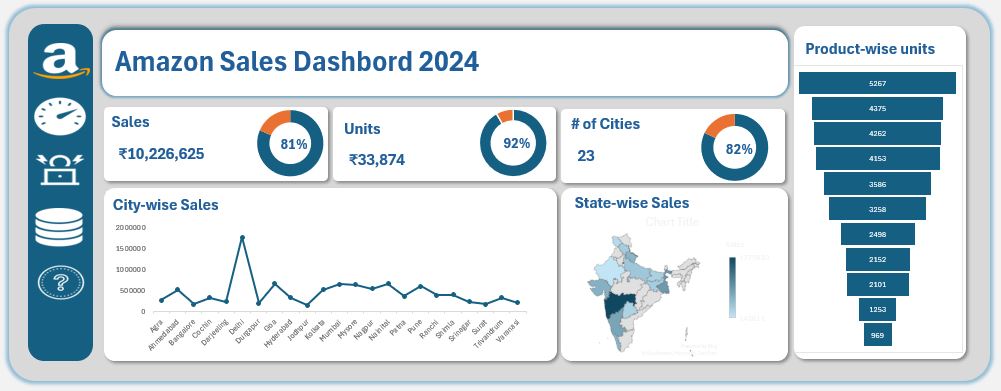 a
Amazon Sales Dashbord 2024
Product-wise units
Sales
₹10,226,625
81%
Units
₹33,874
92%
# of Cities
23
82%
5267
4375
4262
4153
3586
3258
2498
2152
2101
1253
969
City-wise Sales
2000000
1500000
1000000
500000
0
Agra
Ahmedabad
Bangalore
Cochin
Darjeeling
Delhi
Durgapur
Goa
Hyderabad
Jodhpur
Kolkata
Mumbai
Mysore
Nagpur
Nainital
Patna
Pune
Ranchi
Shimla
Srinagar
Surat
Trivandrum
Varanasi
State-wise Sales
Chart Title
Sales
?